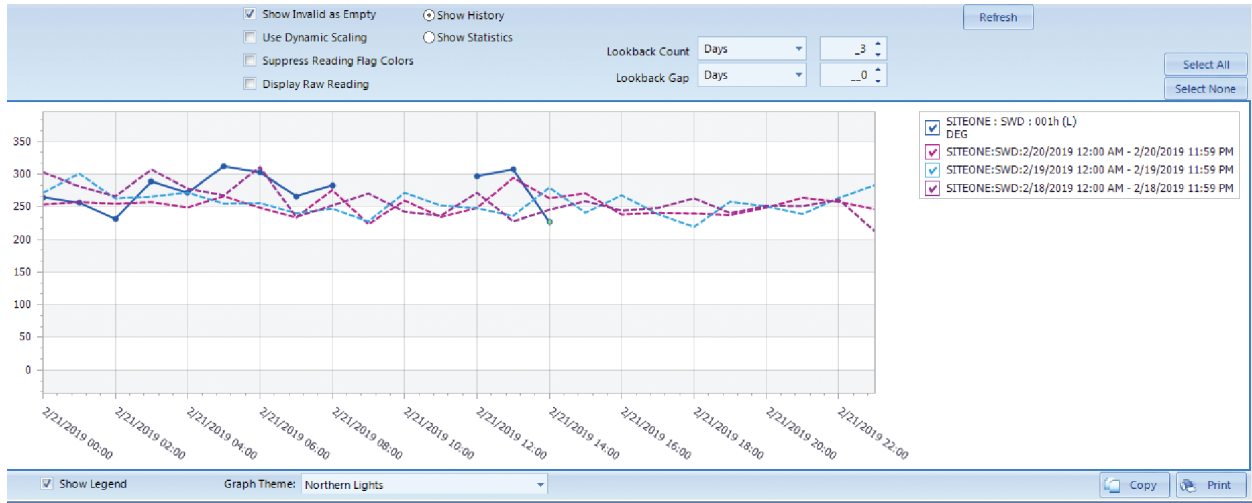 Show Invalid as Empty
Show History
Refresh
Use Dynamic Scaling
Show Statistics
Lookback Count Days _3
Suppress Reading Flag Colors
Select All
Lookback Gap Days __0
Display Raw Reading
Select None
SITEONE : SWD : 001h (L)
DEG
SITEONE:SWD:2/20/2019 12:00 AM - 2/20/2019 11:59 PM
SITEONE:SWD:2/19/2019 12:00 AM - 2/19/2019 11:59 PM
SITEONE:SWD:2/18/2019 12:00 AM - 2/18/2019 11:59 PM
350
300
250
200
150
100
50
0
2/21/2019 00:00
2/21/2019 02:00
2/21/2019 04:00
2/21/2019 06:00
2/21/2019 08:00
2/21/2019 10:00
2/21/2019 12:00
2/21/2019 14:00
2/21/2019 16:00
2/21/2019 18:00
2/21/2019 20:00
2/21/2019 22:00
Show Legend
Graph Theme: Northern Lights
Copy
Print